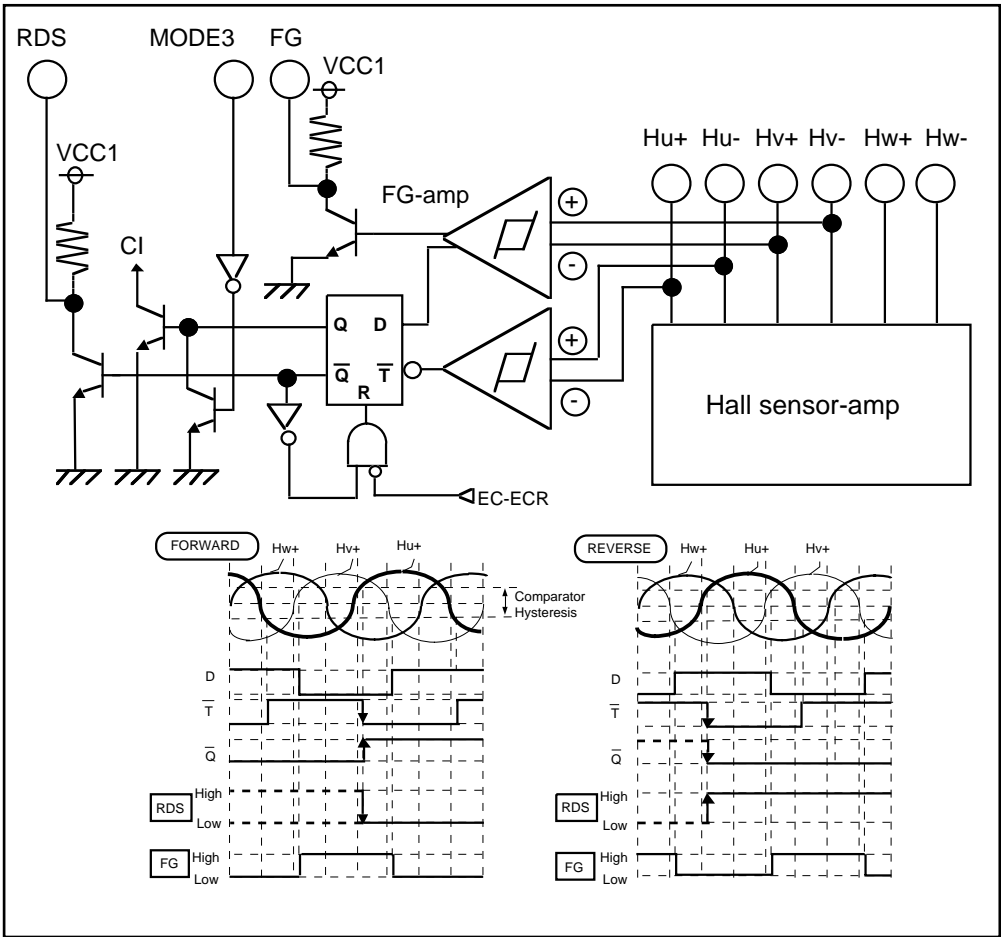 RDS MODE3 FG
VCC1
Hu+ Hu- Hv+ Hv- Hw+ Hw-
VCC1
FG-amp
+
CI
-
Q D
+
Q T
R
-
Hall sensor-amp
EC-ECR
FORWARD Hw+ Hv+ Hu+
REVERSE Hw+ Hu+ Hv+
Comparator
Hysteresis
D
T
Q
RDS High
Low
FG High
Low
D
T
Q
RDS High
Low
FG High
Low